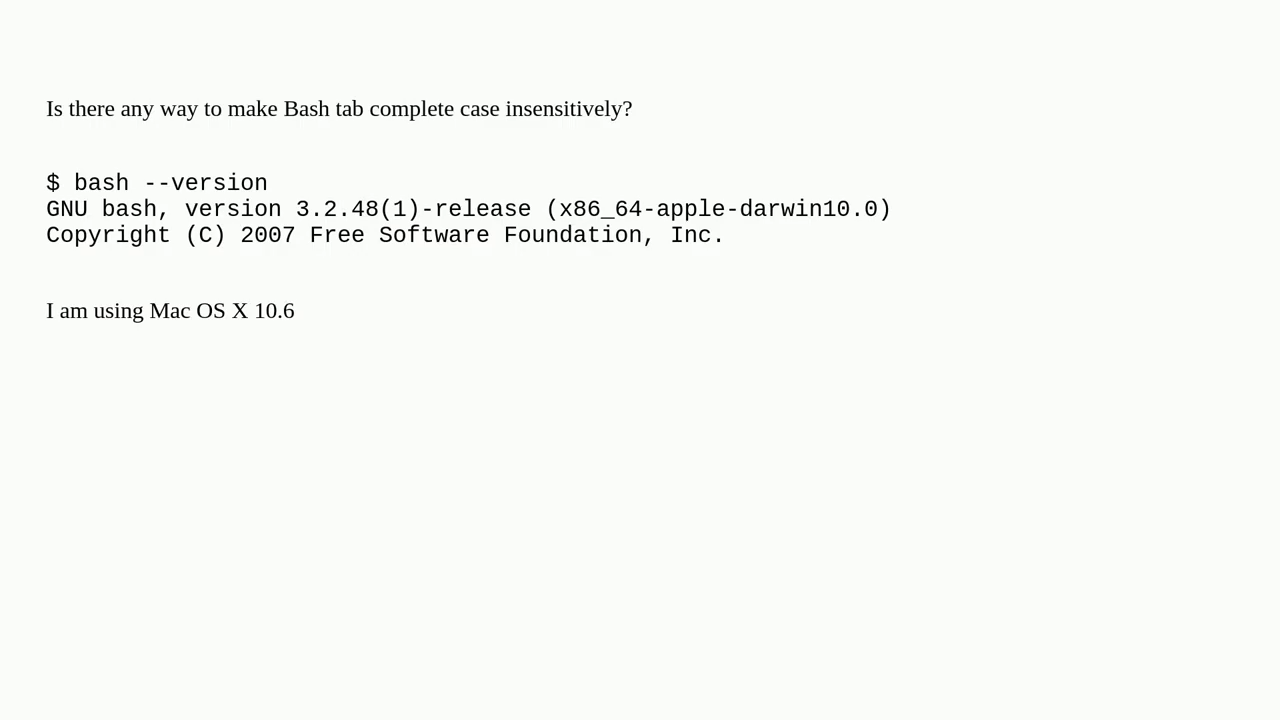 Is there any way to make Bash tab complete case insensitively?
$ bash --version
GNU bash, version 3.2.48(1)-release (x86_64-apple-darwin10.0)
Copyright (C) 2007 Free Software Foundation, Inc.
I am using Mac OS X 10.6